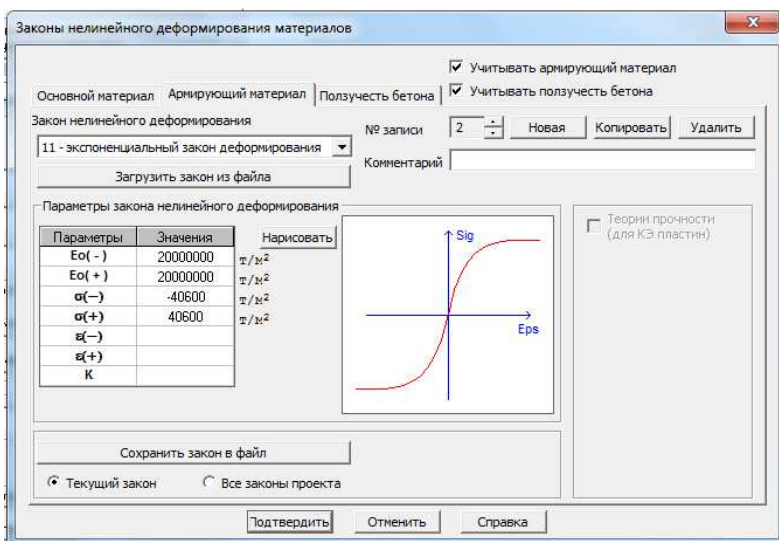 Законы нелинейного деформирования материалов
Учитывать армирующий материал
Основной материал Армирующий материал Ползучесть бетона Учитывать ползучесть бетона
Закон нелинейного деформирования
№ записи 2 Новая Копировать Удалить
11 - экспоненциальный закон деформирования
Комментарий
Загрузить закон из файла
Параметры закона нелинейного деформирования
Теории прочности
(для КЭ пластин)
Параметры Значения Нарисовать
Eo( - ) 20000000 т/м²
Eo( + ) 20000000 т/м²
σ(−) -40600 т/м²
σ(+) 40600 т/м²
ε(−)
ε(+)
K
Sig
Eps
Сохранить закон в файл
Текущий закон Все законы проекта
Подтвердить Отменить Справка